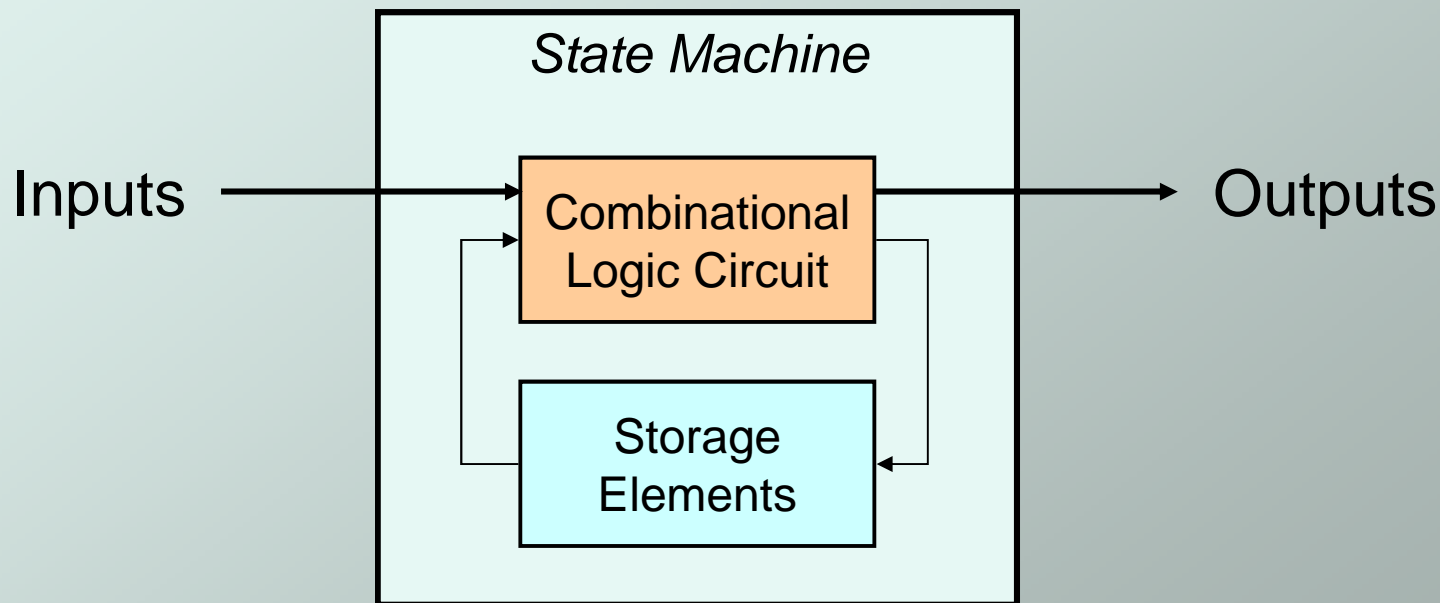 State Machine
Inputs
Combinational
Logic Circuit
Outputs
Storage
Elements